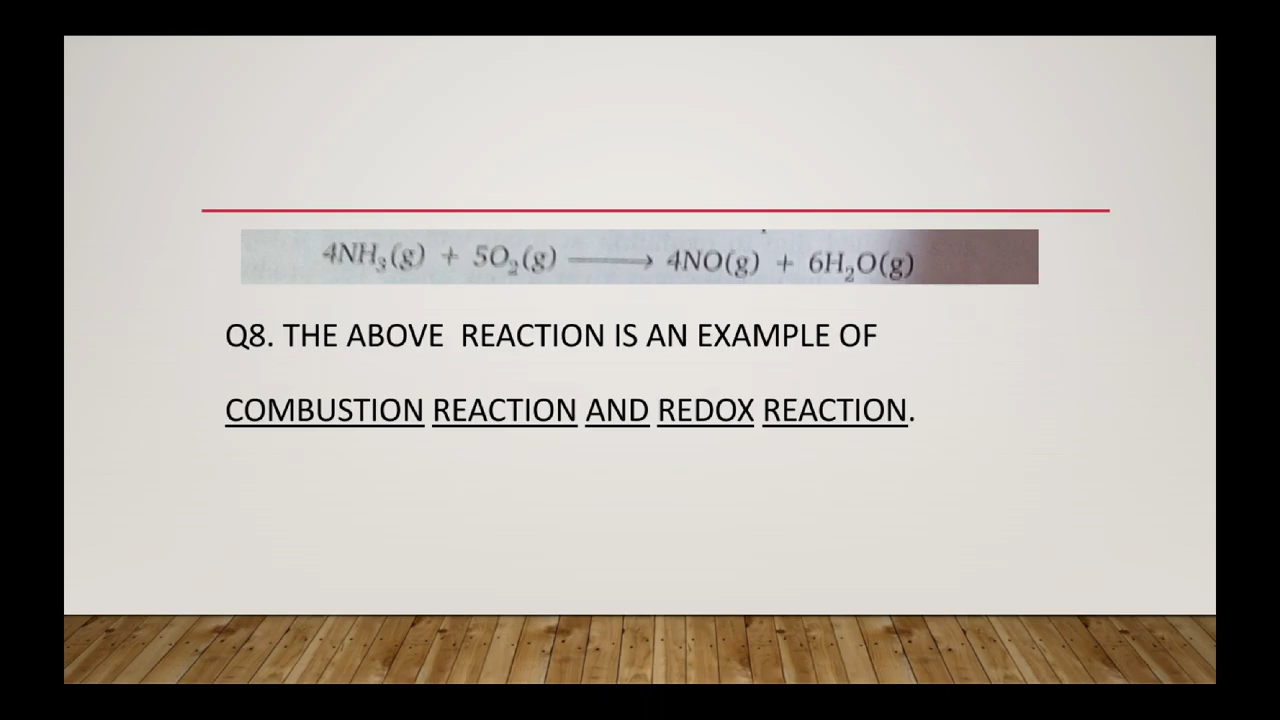 4NH₃(g) + 5O₂(g) ⟶ 4NO(g) + 6H₂O(g)
Q8. THE ABOVE REACTION IS AN EXAMPLE OF
COMBUSTION REACTION AND REDOX REACTION.